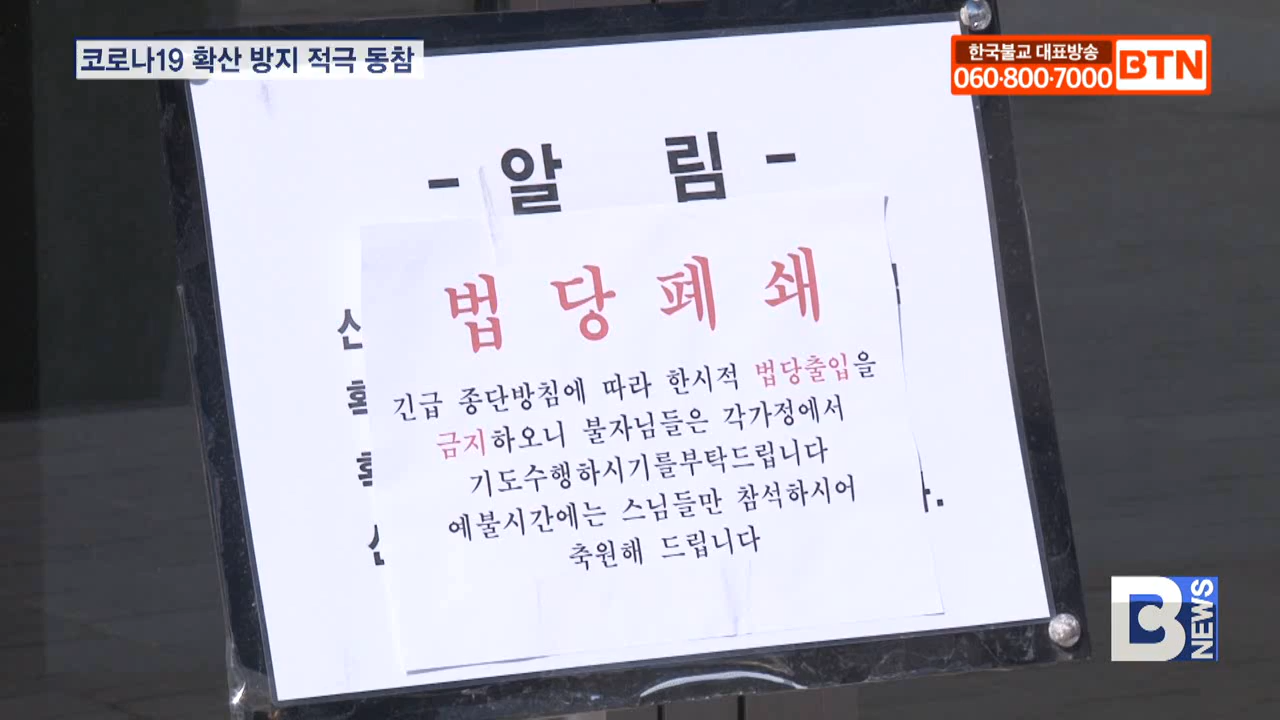 코로나19 확산 방지 적극 동참
한국불교 대표방송
060·800·7000
BTN
- 알 림 -
법 당 폐 쇄
긴급 종단방침에 따라 한시적 법당출입을
금지하오니 불자님들은 각가정에서
기도수행하시기를부탁드립니다
예불시간에는 스님들만 참석하시어
축원해 드립니다
B NEWS